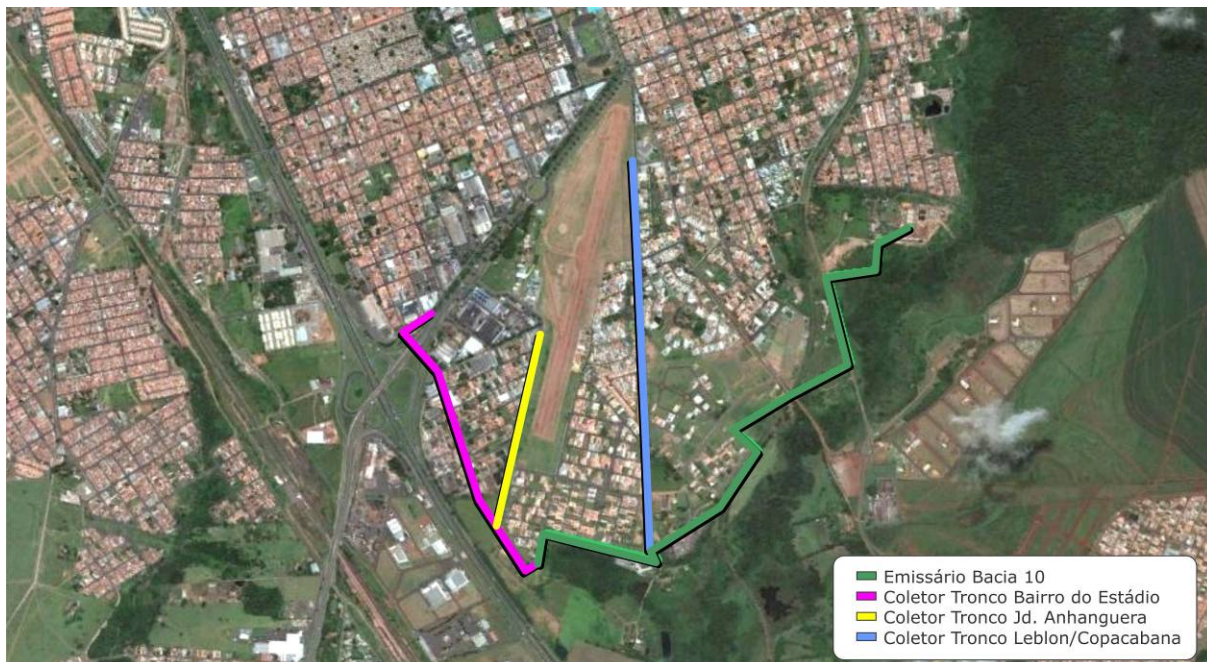 Emissário Bacia 10
Coletor Tronco Bairro do Estádio
Coletor Tronco Jd. Anhanguera
Coletor Tronco Leblon/Copacabana